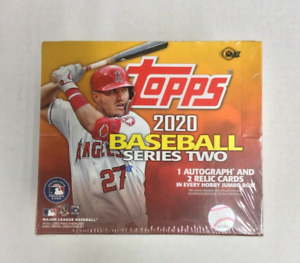 Topps
2020
BASEBALL
SERIES TWO
1 AUTOGRAPH AND
2 RELIC CARDS
IN EVERY HOBBY JUMBO BOX!
ANGELS
27
MAJOR LEAGUE BASEBALL